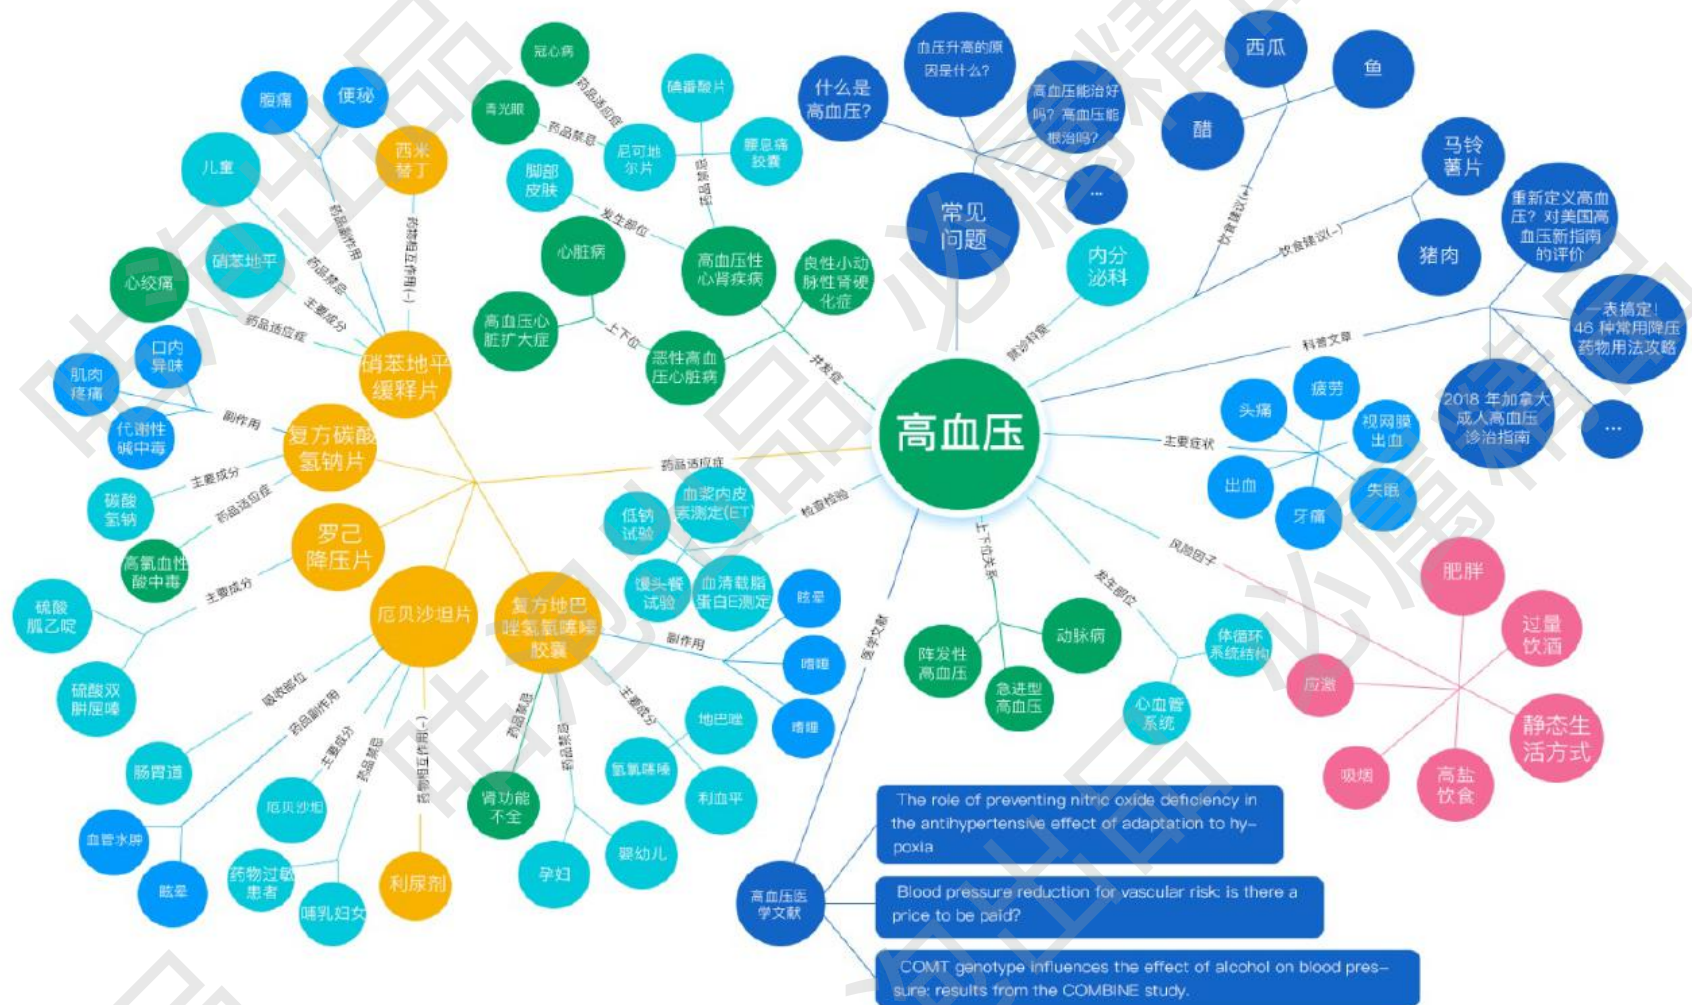 冠心病
青光眼
药品适应症
药品禁忌
碘番酸片
尼可地
尔片
腰息痛
胶囊
药品禁忌
脚部
皮肤
发生部位
高血压性
心肾疾病
良性小动
脉性肾硬
化症
心脏病
高血压心
脏扩大症
上下位
恶性高血
压心脏病
并发症
腹痛
便秘
儿童
西米
替丁
药品副作用
药物相互作用(-)
硝苯地平
药品禁忌
主要成分
心绞痛
药品适应症
硝苯地平
缓释片
口内
异味
肌肉
疼痛
代谢性
碱中毒
副作用
复方碳酸
氢钠片
主要成分
碳酸
氢钠
药品适应症
高氯血性
酸中毒
罗己
降压片
主要成分
硫酸
胍乙啶
硫酸双
肼屈嗪
厄贝沙坦片
吸收部位
药品副作用
主要成分
药品禁忌
药物相互作用(-)
肠胃道
血管水肿
眩晕
厄贝沙坦
药物过敏
患者
哺乳妇女
利尿剂
复方地巴
唑氢氯噻嗪
胶囊
副作用
眩晕
嗜睡
嗜睡
主要成分
地巴唑
氢氯噻嗪
利血平
药品禁忌
药品禁忌
肾功能
不全
孕妇
婴幼儿
药品适应症
检查检验
低钠
试验
血浆内皮
素测定(ET)
馒头餐
试验
血清载脂
蛋白E测定
高血压
什么是
高血压?
血压升高的原
因是什么?
高血压能治好
吗? 高血压能
根治吗?
...
常见
问题
内分
泌科
就诊科室
西瓜
鱼
醋
饮食建议(+)
马铃
薯片
猪肉
饮食建议(-)
重新定义高血
压? 对美国高
血压新指南
的评价
表搞定!
46 种常用降压
药物用法攻略
2018 年加拿大
成人高血压
诊治指南
...
科普文章
主要症状
头痛
疲劳
视网膜
出血
出血
牙痛
失眠
风险因子
肥胖
过量
饮酒
应激
静态生
活方式
吸烟
高盐
饮食
发生部位
体循环
系统结构
心血管
系统
上下位关系
阵发性
高血压
动脉病
急进型
高血压
医学文献
高血压医
学文献
The role of preventing nitric oxide deficiency in
the antihypertensive effect of adaptation to hy-
poxia
Blood pressure reduction for vascular risk: is there a
price to be paid?
COMT genotype influences the effect of alcohol on blood pres-
sure: results from the COMBINE study.